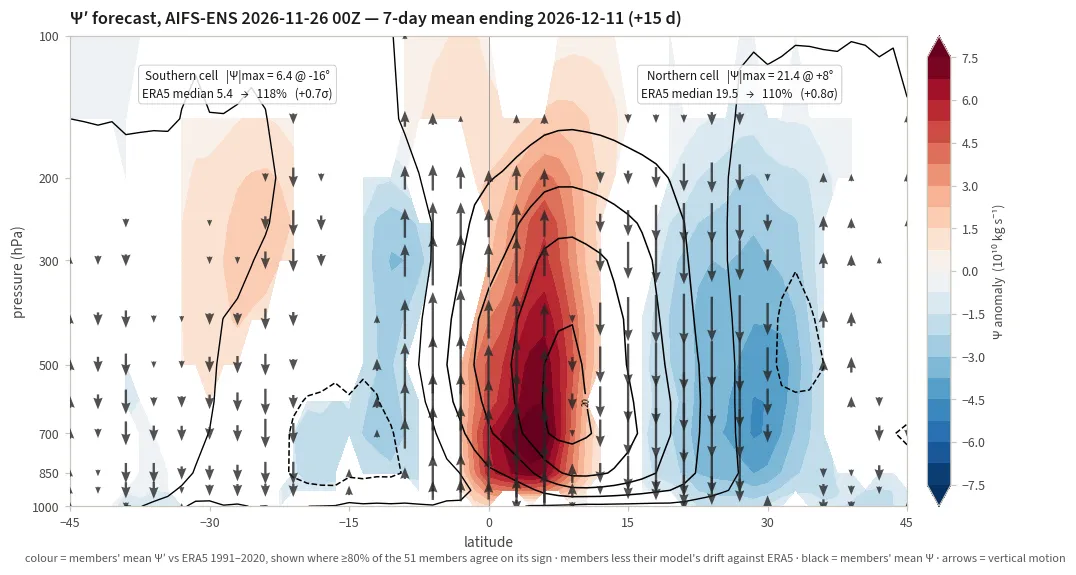 Ψ′ forecast, AIFS-ENS 2026-11-26 00Z — 7-day mean ending 2026-12-11 (+15 d)
Southern cell |Ψ|max = 6.4 @ -16°
ERA5 median 5.4 → 118% (+0.7σ)
Northern cell |Ψ|max = 21.4 @ +8°
ERA5 median 19.5 → 110% (+0.8σ)
100
200
300
500
700
850
1000
pressure (hPa)
20
−45
−30
−15
0
15
30
45
latitude
7.5
6.0
4.5
3.0
1.5
0.0
−1.5
−3.0
−4.5
−6.0
−7.5
Ψ anomaly (10¹⁰ kg s⁻¹)
colour = members' mean Ψ′ vs ERA5 1991–2020, shown where ≥80% of the 51 members agree on its sign · members less their model's drift against ERA5 · black = members' mean Ψ · arrows = vertical motion